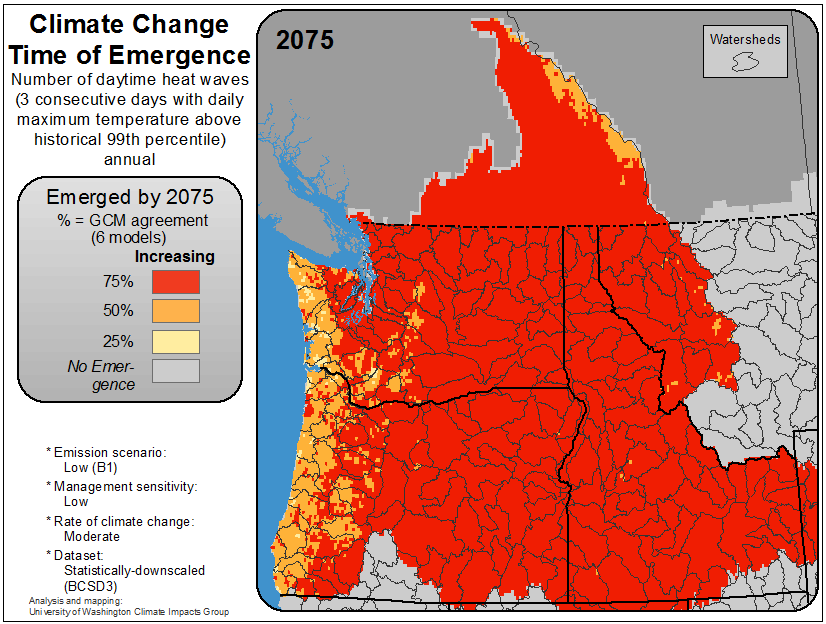 Climate Change
Time of Emergence
Number of daytime heat waves
(3 consecutive days with daily
maximum temperature above
historical 99th percentile)
annual
Emerged by 2075
% = GCM agreement
(6 models)
Increasing
75%
50%
25%
No Emer-
gence
* Emission scenario:
Low (B1)
* Management sensitivity:
Low
* Rate of climate change:
Moderate
* Dataset:
Statistically-downscaled
(BCSD3)
Analysis and mapping:
University of Washington Climate Impacts Group
2075
Watersheds